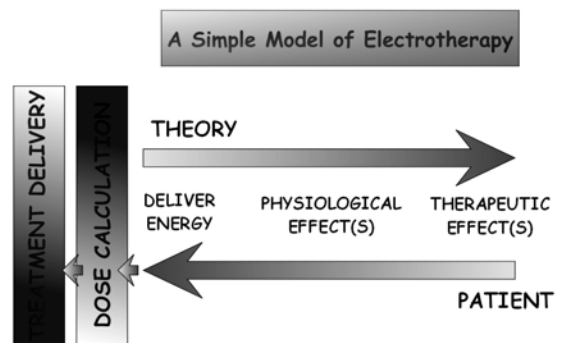 A Simple Model of Electrotherapy
TREATMENT DELIVERY
DOSE CALCULATION
THEORY
DELIVER
ENERGY
PHYSIOLOGICAL
EFFECT(S)
THERAPEUTIC
EFFECT(S)
PATIENT